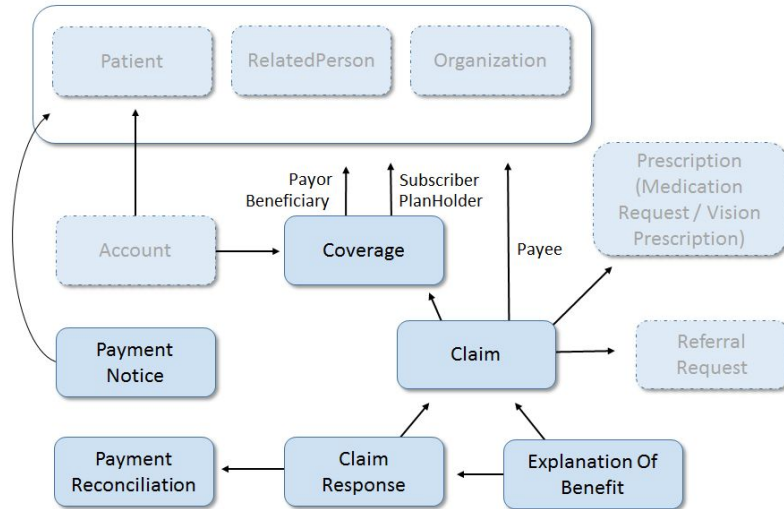 Patient
RelatedPerson
Organization
Payor
Beneficiary
Subscriber
PlanHolder
Prescription
(Medication
Request / Vision
Prescription)
Account
Coverage
Payee
Payment
Notice
Claim
Referral
Request
Payment
Reconciliation
Claim
Response
Explanation Of
Benefit